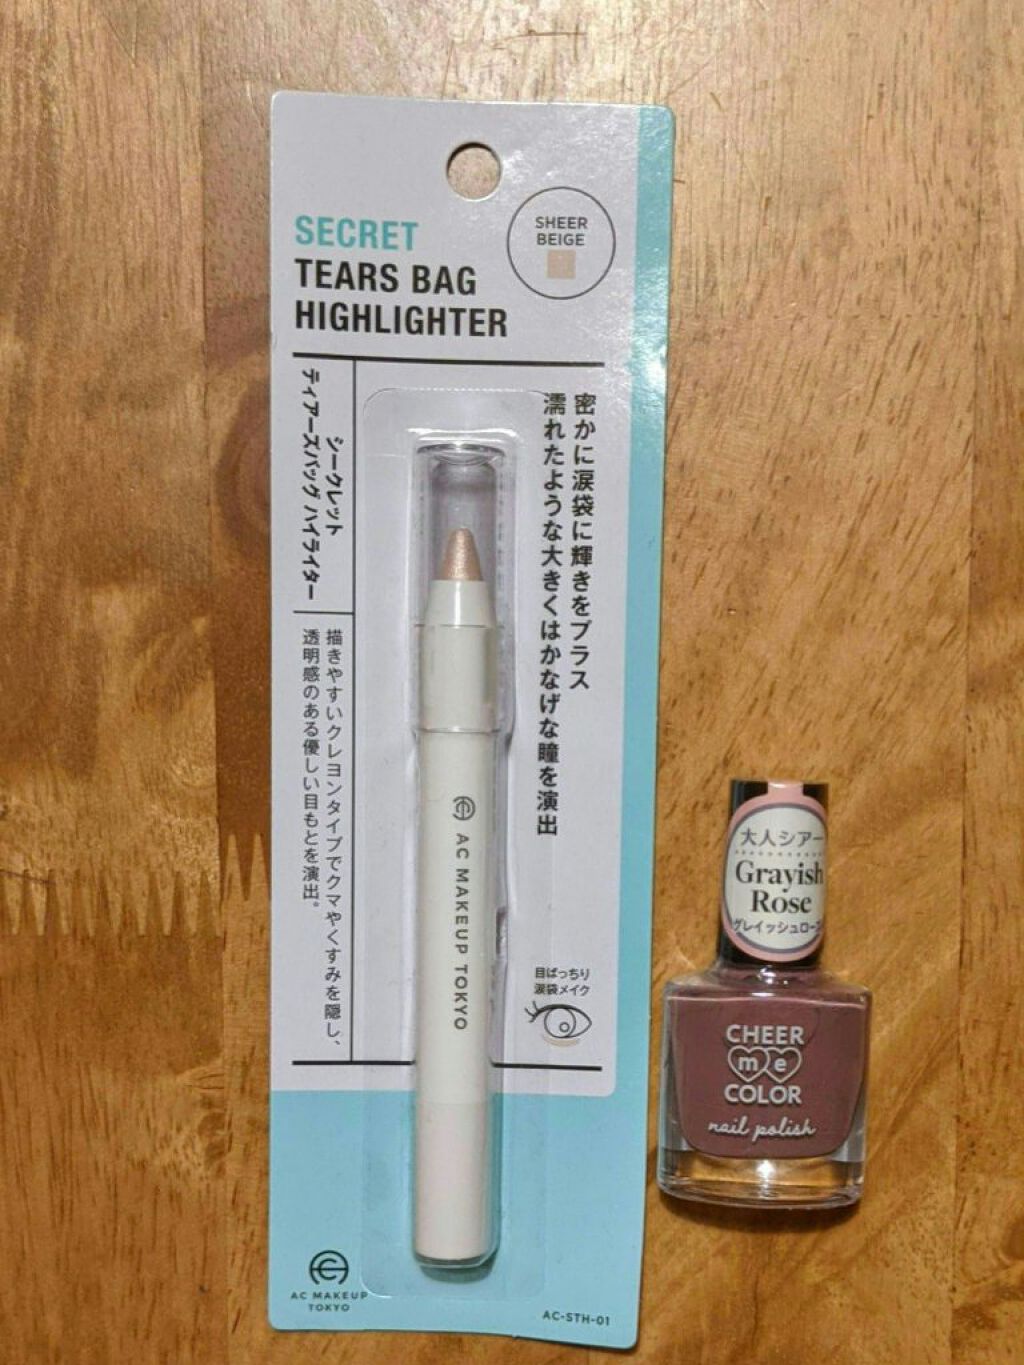 SECRET
TEARS BAG
HIGHLIGHTER
SHEER
BEIGE
シークレット
ティアーズバッグ ハイライター
密かに涙袋に輝きをプラス
濡れたような大きくはかなげな瞳を演出
描きやすいクレヨンタイプでクマやくすみを隠し、
透明感のある優しい目もとを演出。
AC MAKEUP TOKYO
目ぱっちり
涙袋メイク
AC MAKEUP
TOKYO
AC-STH-01
大人シアー
Grayish
Rose
グレイッシュローズ
CHEER
me
COLOR
nail polish